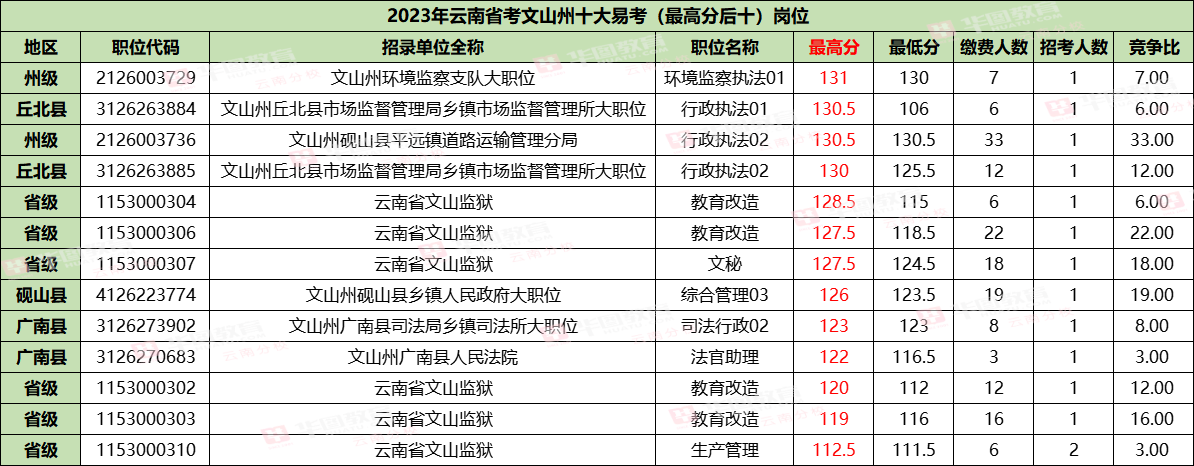 2023年云南省考文山州十大易考（最高分后十）岗位
地区 职位代码 招录单位全称 职位名称 最高分 最低分 缴费人数 招考人数 竞争比
州级 2126003729 文山州环境监察支队大职位 环境监察执法01 131 130 7 1 7.00
丘北县 3126263884 文山州丘北县市场监督管理局乡镇市场监督管理所大职位 行政执法01 130.5 106 6 1 6.00
州级 2126003736 文山州砚山县平远镇道路运输管理分局 行政执法02 130.5 130.5 33 1 33.00
丘北县 3126263885 文山州丘北县市场监督管理局乡镇市场监督管理所大职位 行政执法02 130 125.5 12 1 12.00
省级 1153000304 云南省文山监狱 教育改造 128.5 115 6 1 6.00
省级 1153000306 云南省文山监狱 教育改造 127.5 118.5 22 1 22.00
省级 1153000307 云南省文山监狱 文秘 127.5 124.5 18 1 18.00
砚山县 4126223774 文山州砚山县乡镇人民政府大职位 综合管理03 126 123.5 19 1 19.00
广南县 3126273902 文山州广南县司法局乡镇司法所大职位 司法行政02 123 123 8 1 8.00
广南县 3126270683 文山州广南县人民法院 法官助理 122 116.5 3 1 3.00
省级 1153000302 云南省文山监狱 教育改造 120 112 12 1 12.00
省级 1153000303 云南省文山监狱 教育改造 119 116 16 1 16.00
省级 1153000310 云南省文山监狱 生产管理 112.5 111.5 6 2 3.00